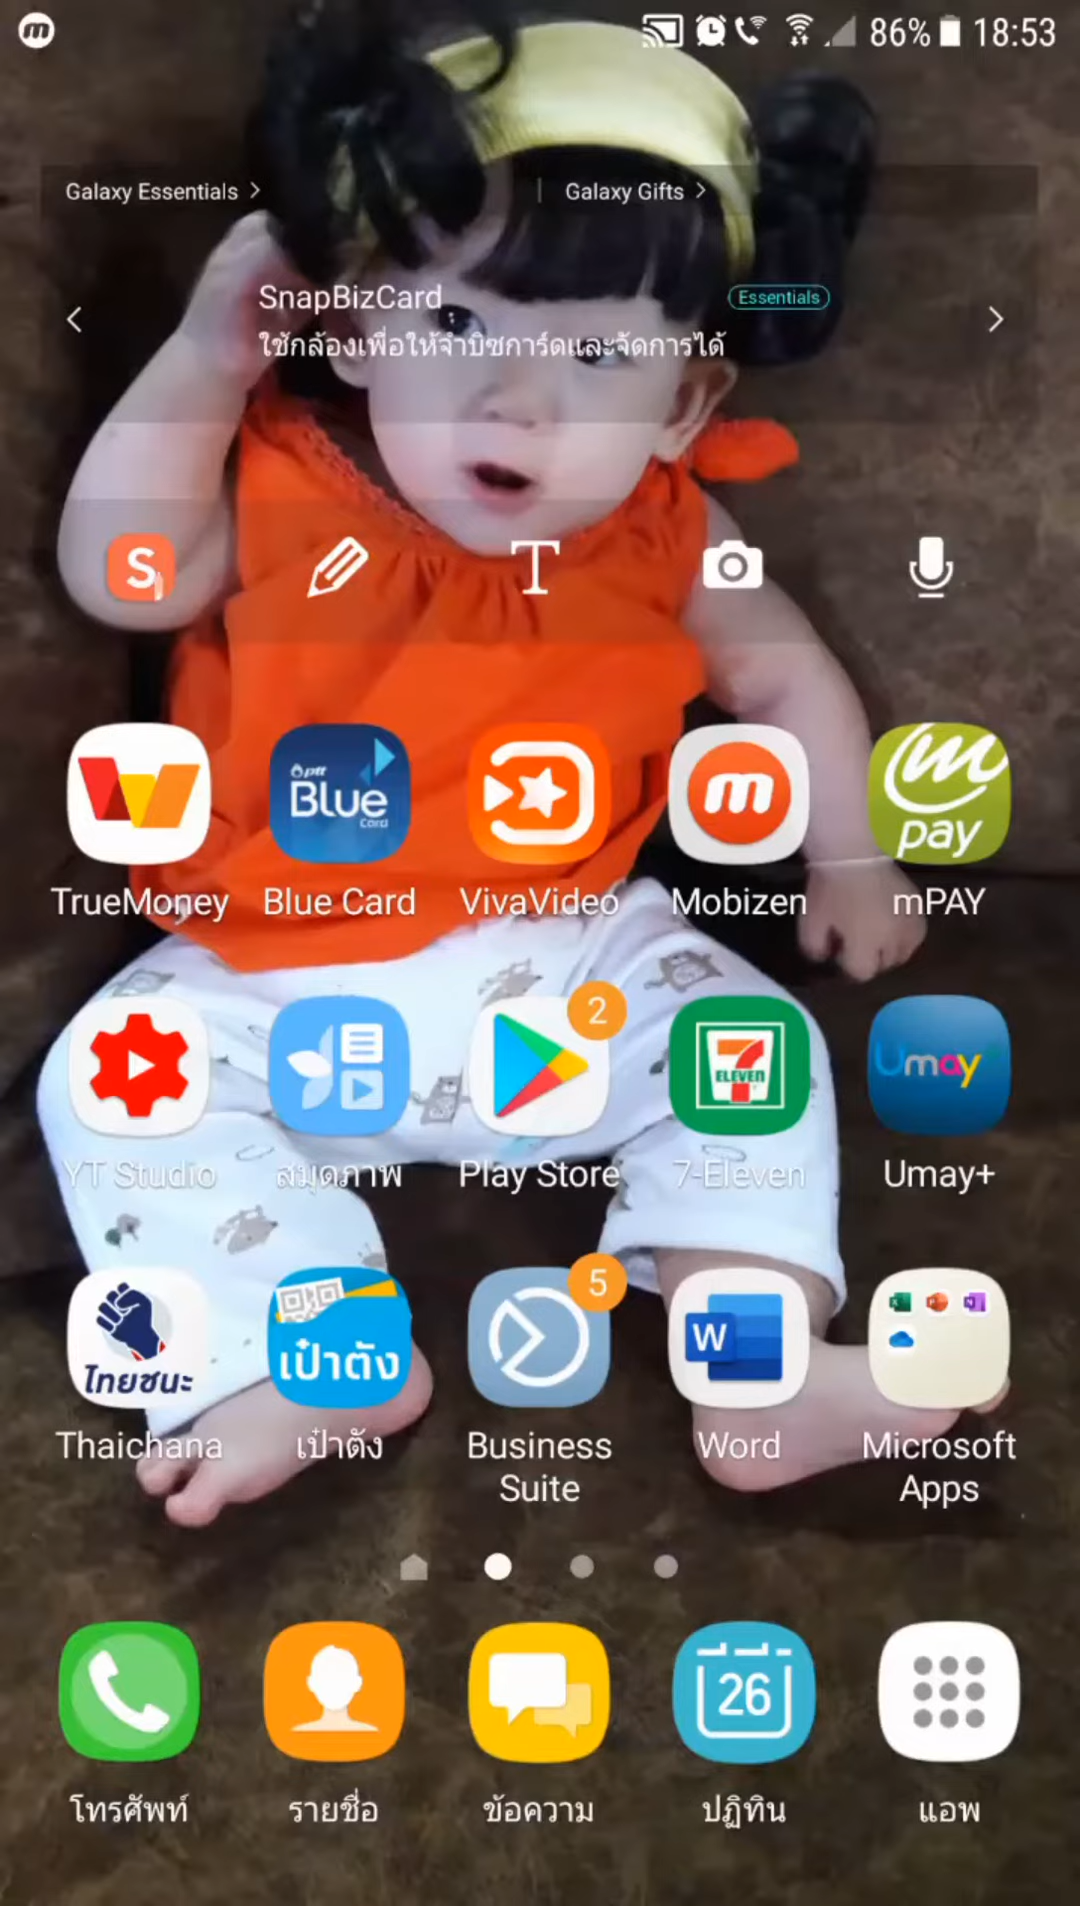 86% 18:53
Galaxy Essentials
Galaxy Gifts
SnapBizCard
Essentials
ใช้กล้องเพื่อให้จำบิซการ์ดและจัดการได้
S T
ptt
BLUE
Card
m
m
pay
TrueMoney Blue Card VivaVideo Mobizen mPAY
2
7
ELEVEN
Umay+
YT Studio สมุดภาพ Play Store 7-Eleven Umay+
5
ไทยชนะ
เป๋าตัง
W
Thaichana เป๋าตัง Business Suite Word Microsoft Apps
26
โทรศัพท์ รายชื่อ ข้อความ ปฏิทิน แอพ